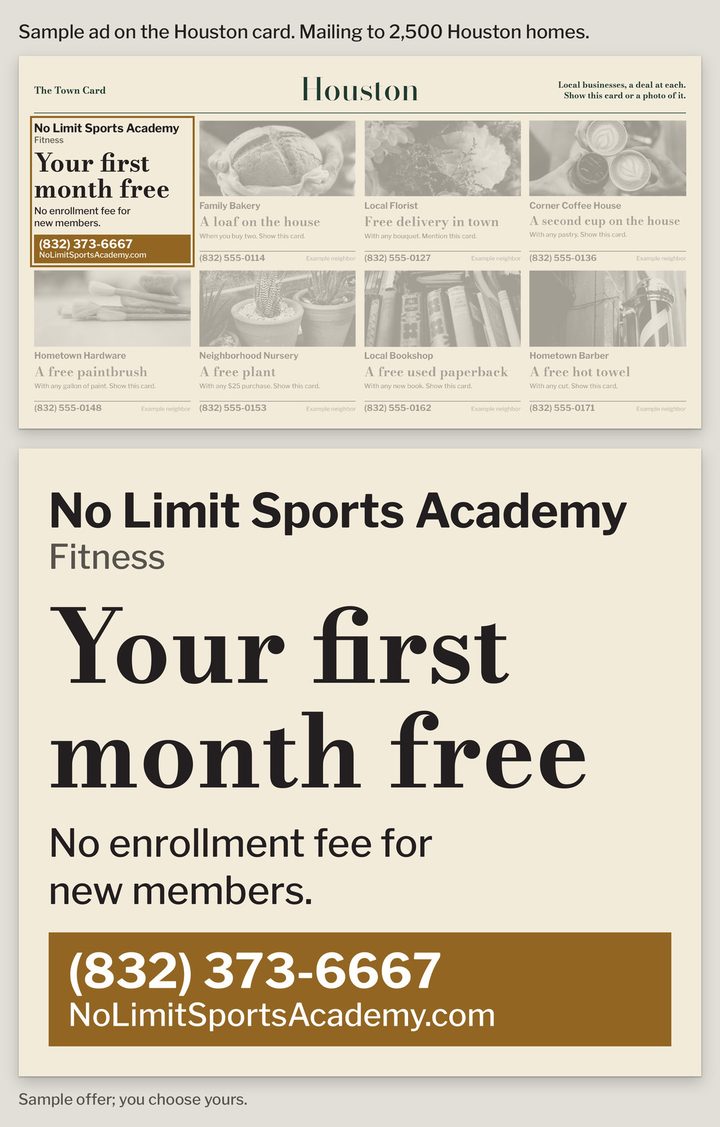 Sample ad on the Houston card. Mailing to 2,500 Houston homes.
The Town Card
Houston
Local businesses, a deal at each.
Show this card or a photo of it.
No Limit Sports Academy
Fitness
Your first
month free
No enrollment fee for
new members.
(832) 373-6667
NoLimitSportsAcademy.com
Family Bakery
A loaf on the house
When you buy two. Show this card.
(832) 555-0114
Example neighbor
Local Florist
Free delivery in town
With any bouquet. Mention this card.
(832) 555-0127
Example neighbor
Corner Coffee House
A second cup on the house
With any pastry. Show this card.
(832) 555-0136
Example neighbor
Hometown Hardware
A free paintbrush
With any gallon of paint. Show this card.
(832) 555-0148
Example neighbor
Neighborhood Nursery
A free plant
With any $25 purchase. Show this card.
(832) 555-0153
Example neighbor
Local Bookshop
A free used paperback
With any new book. Show this card.
(832) 555-0162
Example neighbor
Hometown Barber
A free hot towel
With any cut. Show this card.
(832) 555-0171
Example neighbor
No Limit Sports Academy
Fitness
Your first
month free
No enrollment fee for
new members.
(832) 373-6667
NoLimitSportsAcademy.com
Sample offer; you choose yours.